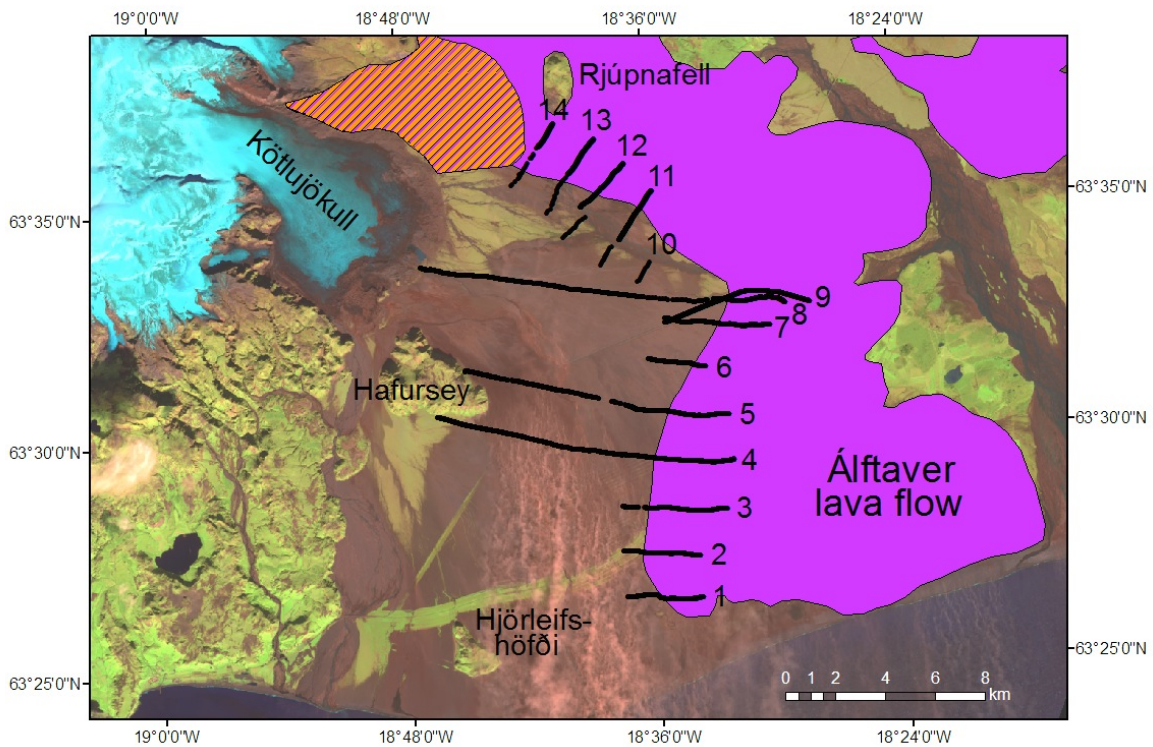 19°0'0"W 18°48'0"W 18°36'0"W 18°24'0"W
Rjúpnafell
14
13
12
11
10
Kötlujökull
63°35'0"N
63°35'0"N
9
8
7
6
Hafursey
5
63°30'0"N
63°30'0"N
4
Álftaver
lava flow
3
2
1
Hjörleifs-
höfði
63°25'0"N
63°25'0"N
0 1 2 4 6 8
km
19°0'0"W 18°48'0"W 18°36'0"W 18°24'0"W